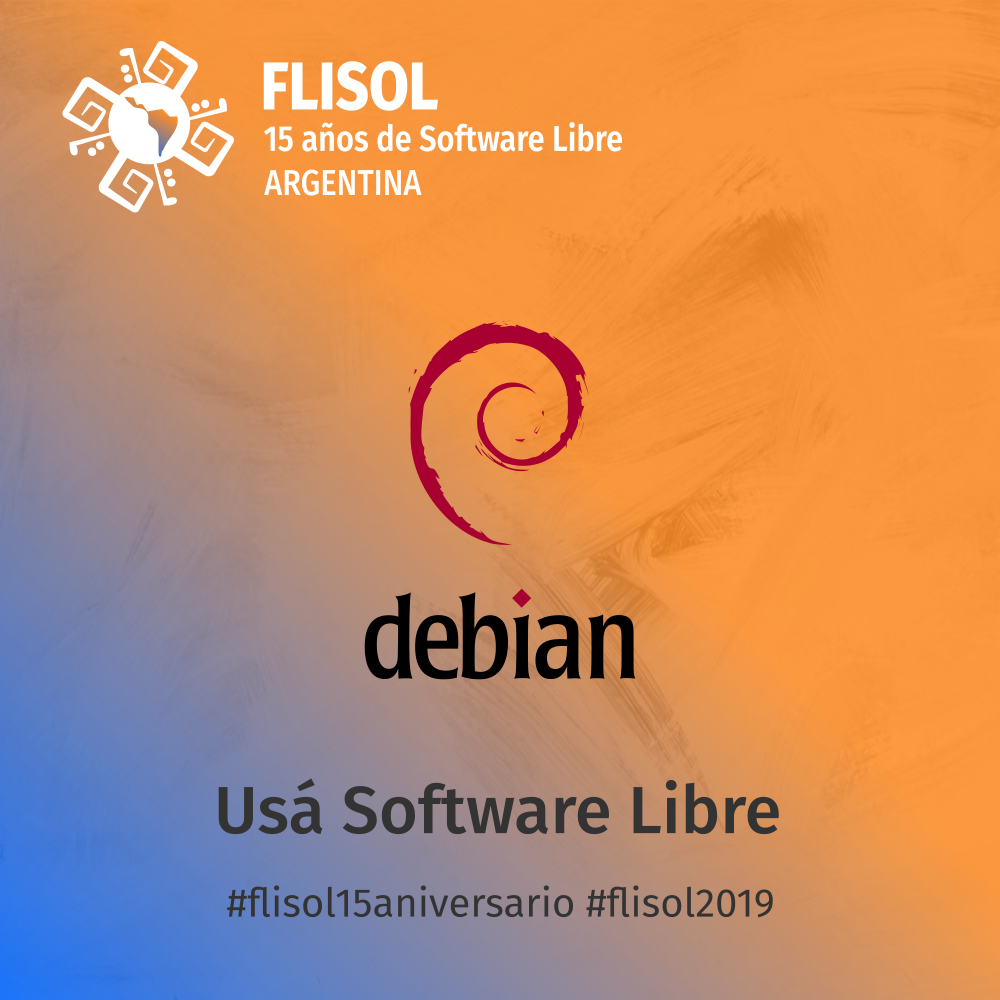 FLISOL
15 años de Software Libre
ARGENTINA
debian
Usá Software Libre
#flisol15aniversario #flisol2019